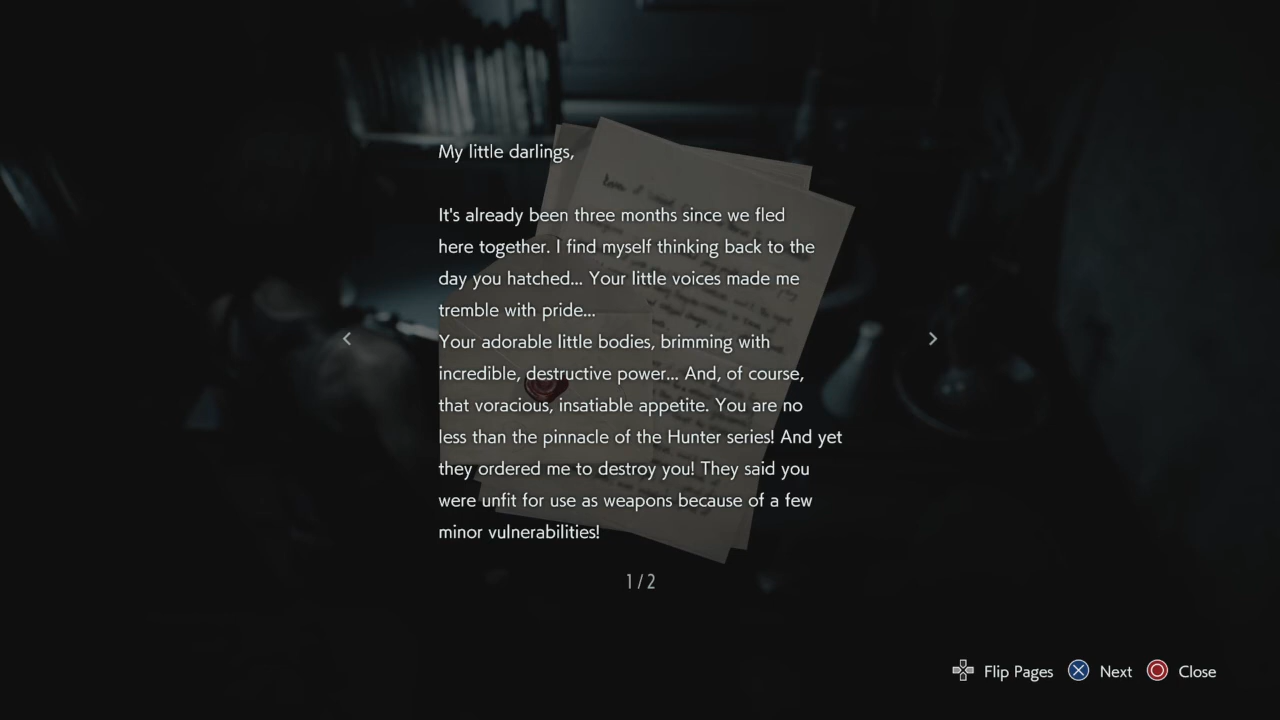 My little darlings,
It's already been three months since we fled
here together. I find myself thinking back to the
day you hatched... Your little voices made me
tremble with pride...
Your adorable little bodies, brimming with
incredible, destructive power... And, of course,
that voracious, insatiable appetite. You are no
less than the pinnacle of the Hunter series! And yet
they ordered me to destroy you! They said you
were unfit for use as weapons because of a few
minor vulnerabilities!
1 / 2
Flip Pages Next Close